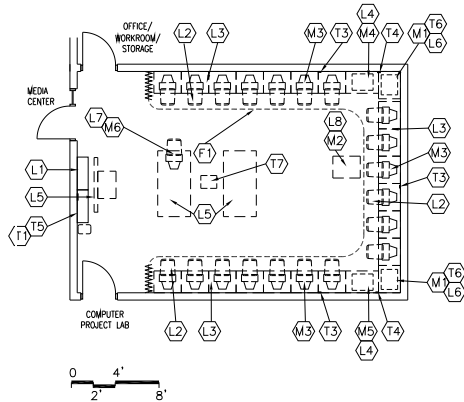 OFFICE/
WORKROOM/
STORAGE
L2
L3
M3
T3
L4
M4
T4
M1
T6
L6
MEDIA
CENTER
L7
M6
F1
L8
M2
T7
L3
M3
T3
L2
L1
L5
T5
T1
L5
COMPUTER
PROJECT LAB
L2
L3
M3
T3
M5
L4
T4
M1
T6
L6
0
4'
2'
8'